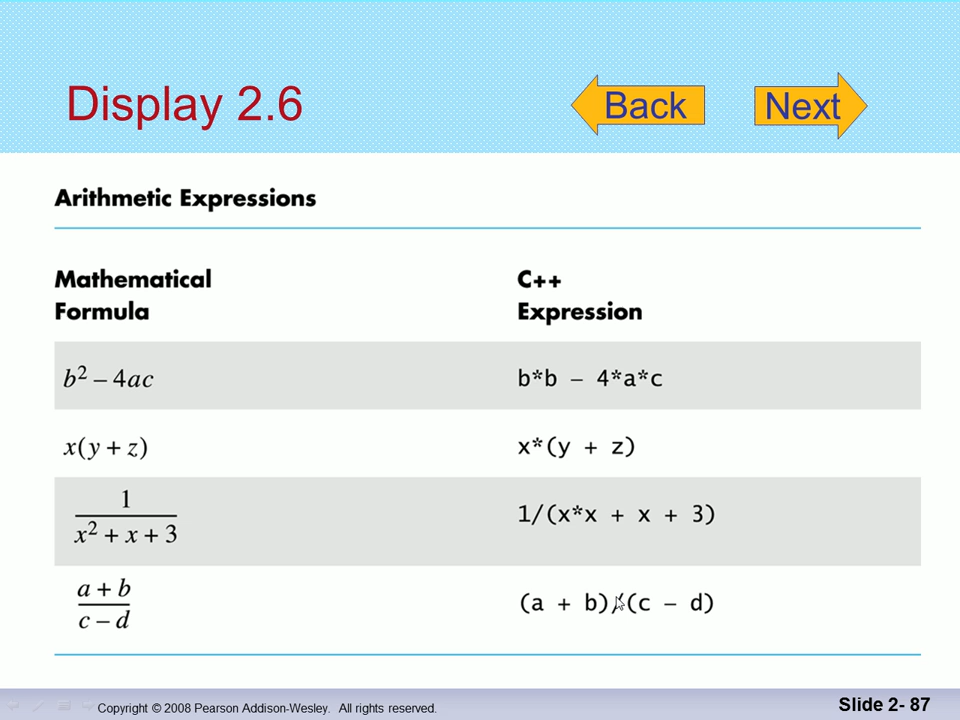 Display 2.6
Back
Next
Arithmetic Expressions
Mathematical
Formula
C++
Expression
b² – 4ac
b*b – 4*a*c
x(y + z)
x*(y + z)
1
x² + x + 3
1/(x*x + x + 3)
a + b
c – d
(a + b)/(c – d)
Copyright © 2008 Pearson Addison-Wesley. All rights reserved.
Slide 2- 87